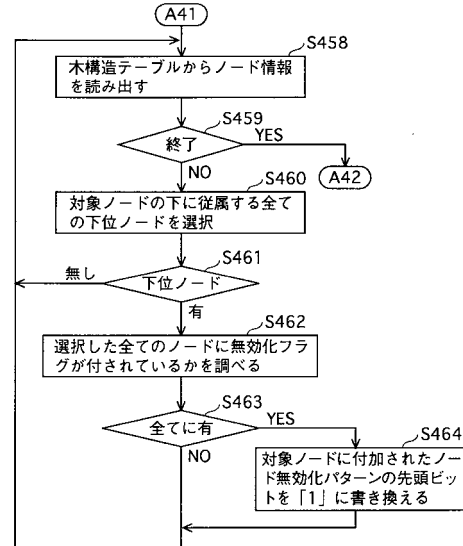 A41
S458
木構造テーブルからノード情報
を読み出す
S459
終了
YES
A42
NO
S460
対象ノードの下に従属する全て
の下位ノードを選択
S461
下位ノード
無し
有
S462
選択した全てのノードに無効化フラ
グが付されているかを調べる
S463
全てに有
YES
NO
S464
対象ノードに付加されたノー
ド無効化パターンの先頭ビッ
トを「1」に書き換える